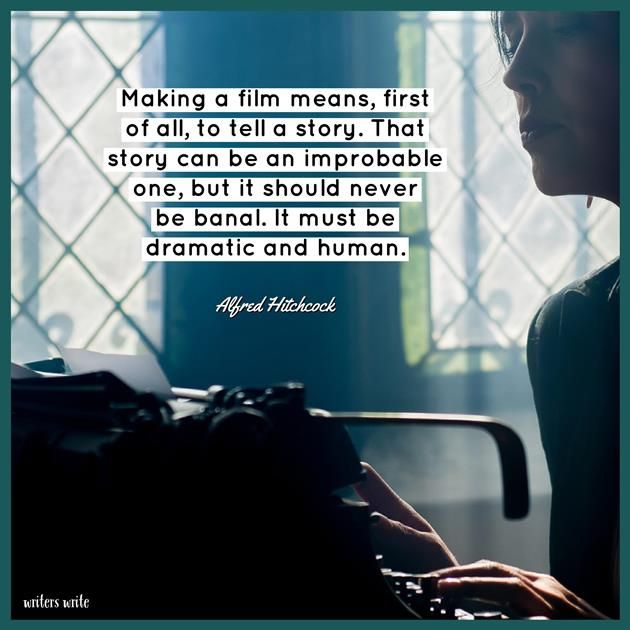 Making a film means, first
of all, to tell a story. That
story can be an improbable
one, but it should never
be banal. It must be
dramatic and human.
Alfred Hitchcock
writers write